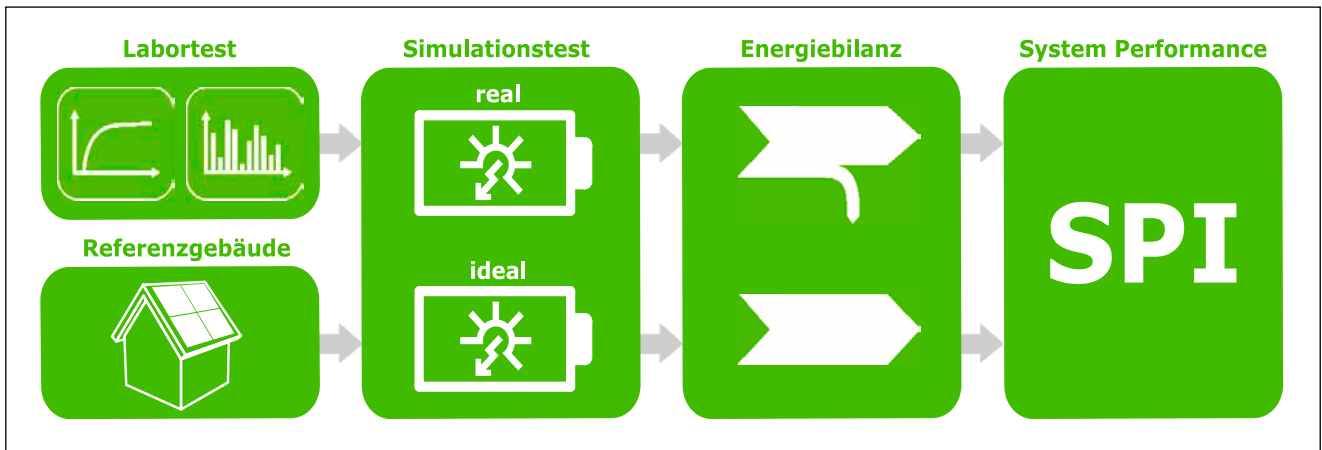 Labortest
Simulationstest
Energiebilanz
System Performance
real
Referenzgebäude
ideal
SPI